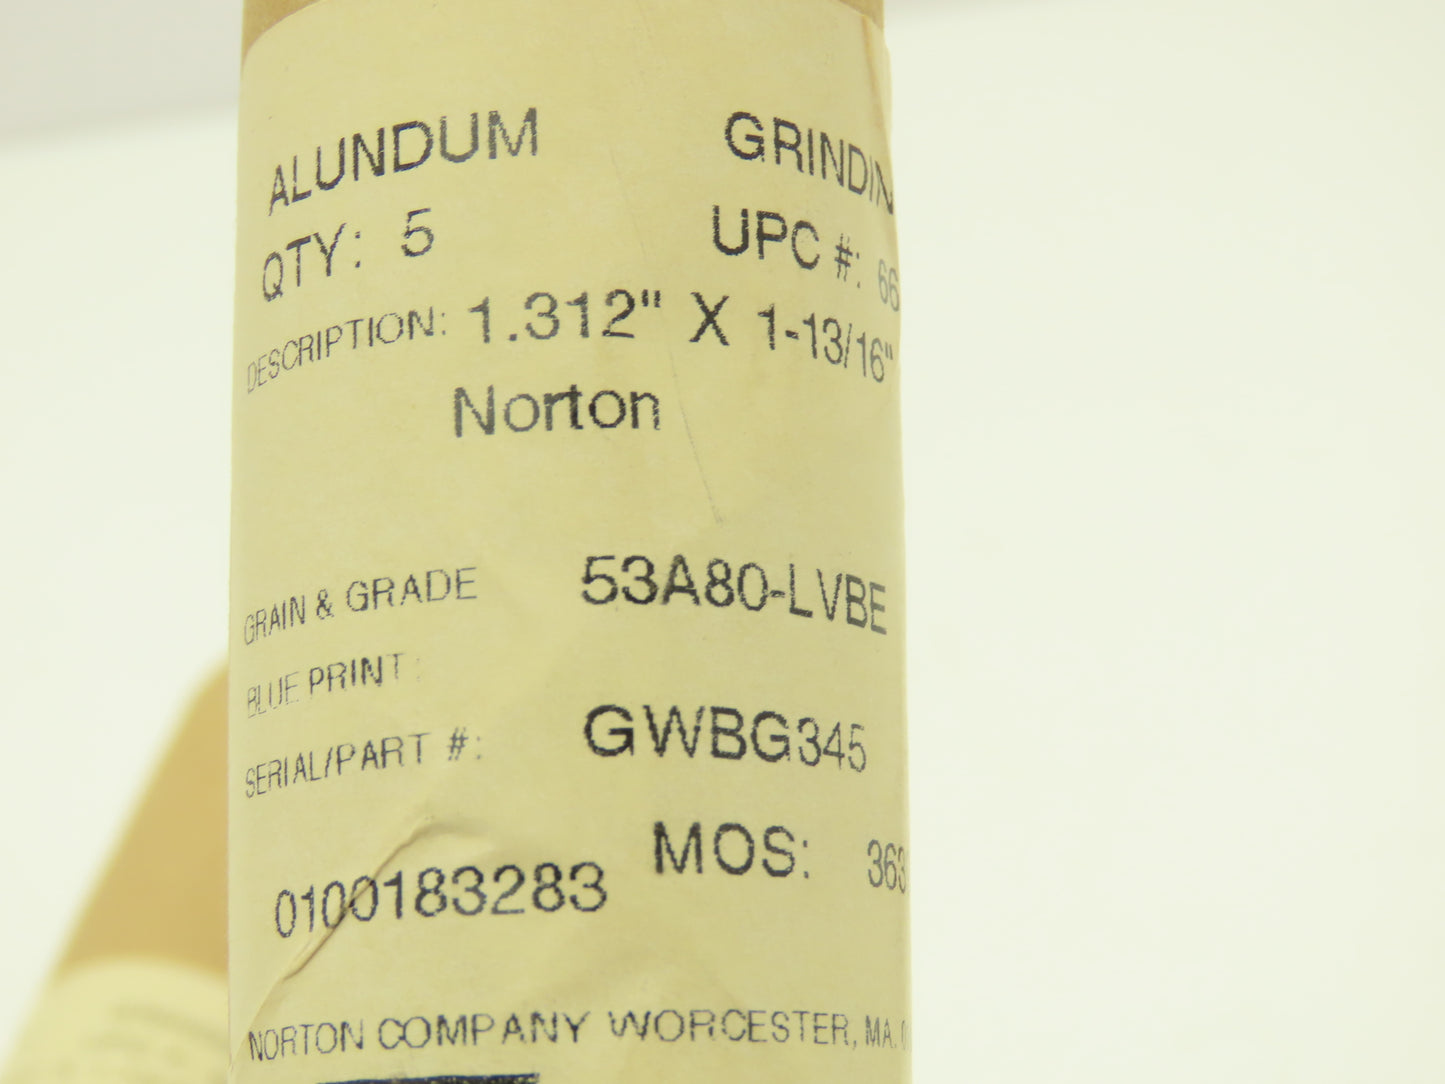 ALUNDUM GRINDIN
QTY: 5 UPC #: 66
DESCRIPTION: 1.312" X 1-13/16"
Norton
GRAIN & GRADE 53A80-LVBE
BLUE PRINT:
SERIAL/PART #: GWBG345
MOS: 363
0100183283
NORTON COMPANY WORCESTER, MA. 0